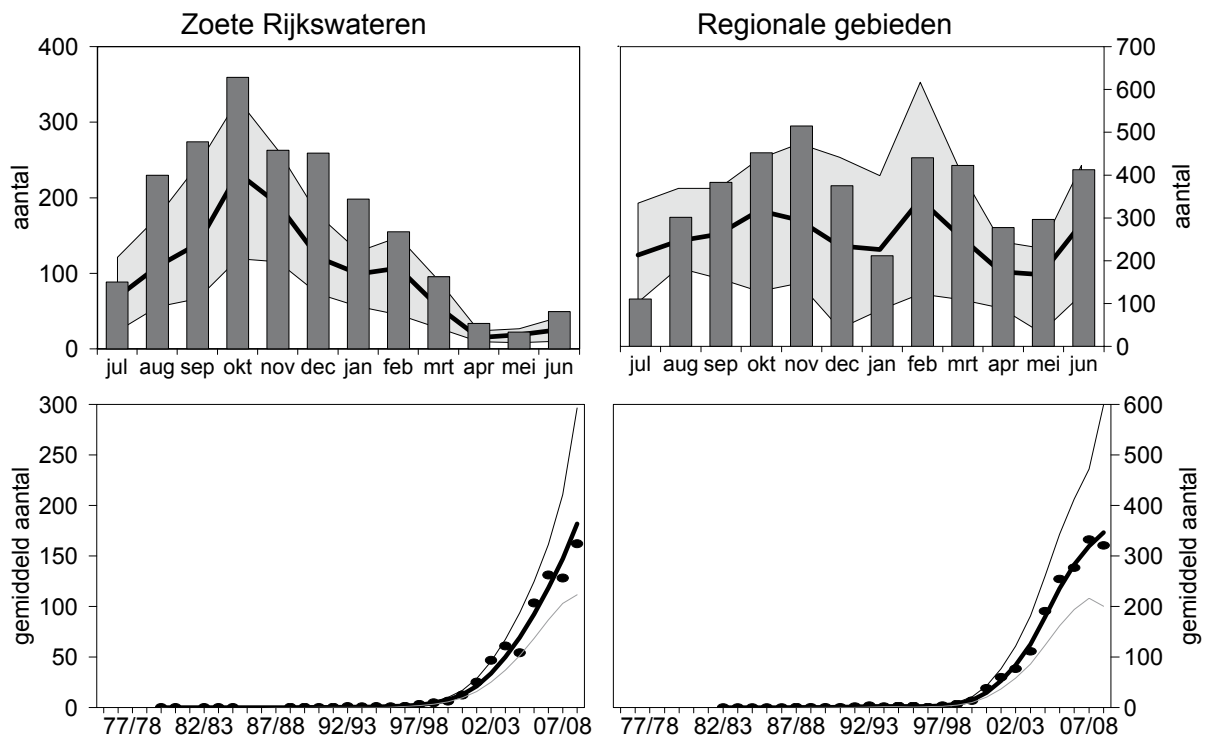 Zoete Rijkswateren
Regionale gebieden
400
300
200
100
0
aantal
jul aug sep okt nov dec jan feb mrt apr mei jun
700
600
500
400
300
200
100
0
aantal
jul aug sep okt nov dec jan feb mrt apr mei jun
300
250
200
150
100
50
0
gemiddeld aantal
77/78 82/83 87/88 92/93 97/98 02/03 07/08
600
500
400
300
200
100
0
gemiddeld aantal
77/78 82/83 87/88 92/93 97/98 02/03 07/08